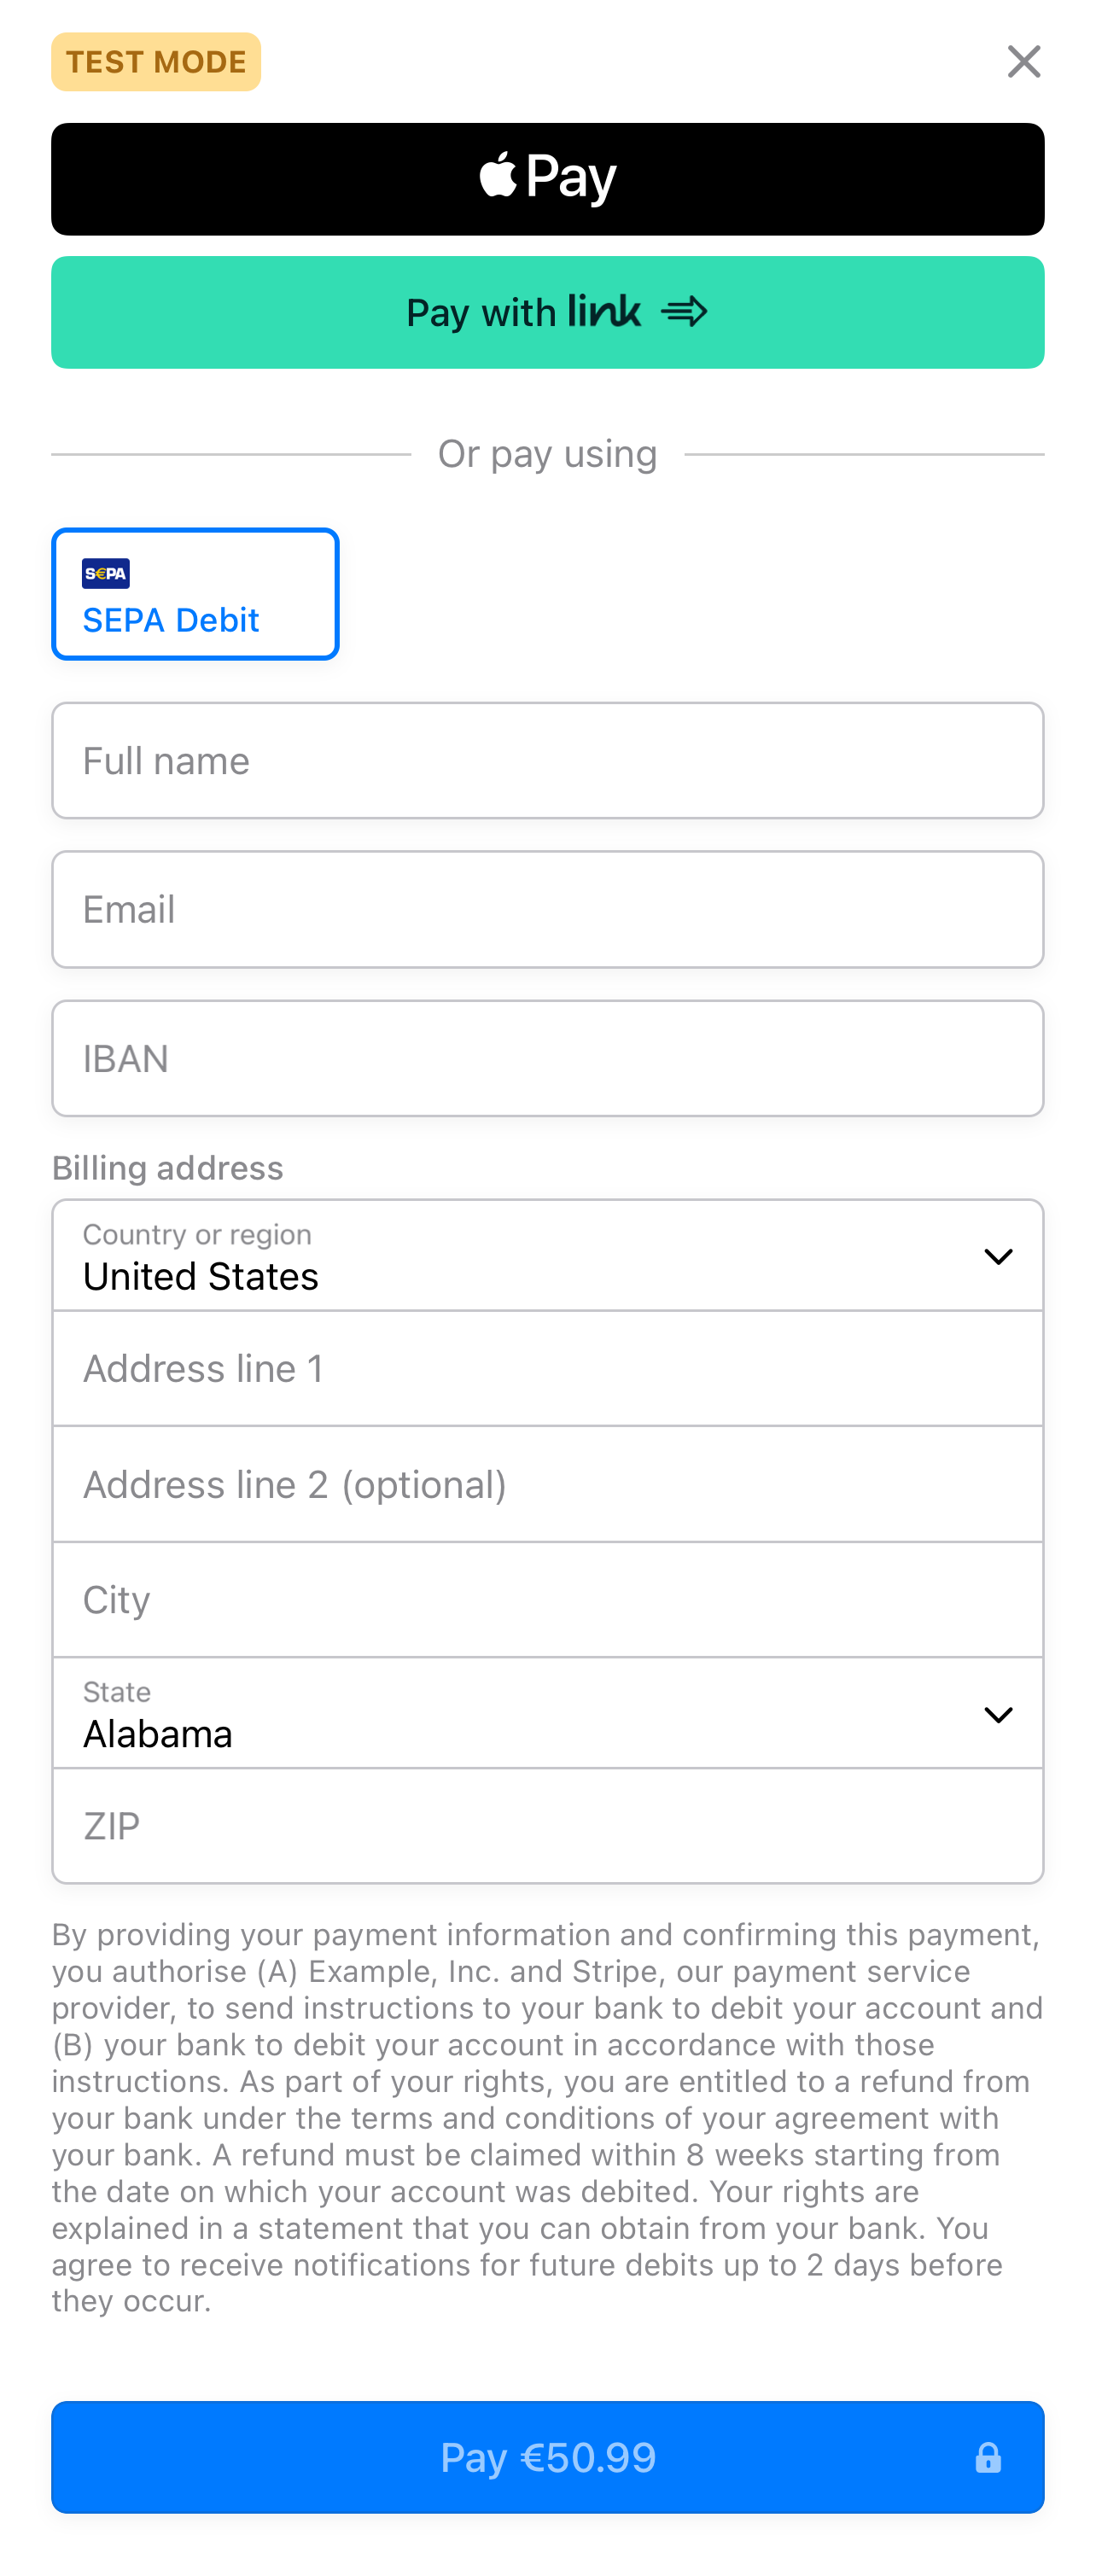 TEST MODE
Pay
Pay with link
Or pay using
S€PA
SEPA Debit
Full name
Email
IBAN
Billing address
Country or region
United States
Address line 1
Address line 2 (optional)
City
State
Alabama
ZIP
By providing your payment information and confirming this payment,
you authorise (A) Example, Inc. and Stripe, our payment service
provider, to send instructions to your bank to debit your account and
(B) your bank to debit your account in accordance with those
instructions. As part of your rights, you are entitled to a refund from
your bank under the terms and conditions of your agreement with
your bank. A refund must be claimed within 8 weeks starting from
the date on which your account was debited. Your rights are
explained in a statement that you can obtain from your bank. You
agree to receive notifications for future debits up to 2 days before
they occur.
Pay €50.99